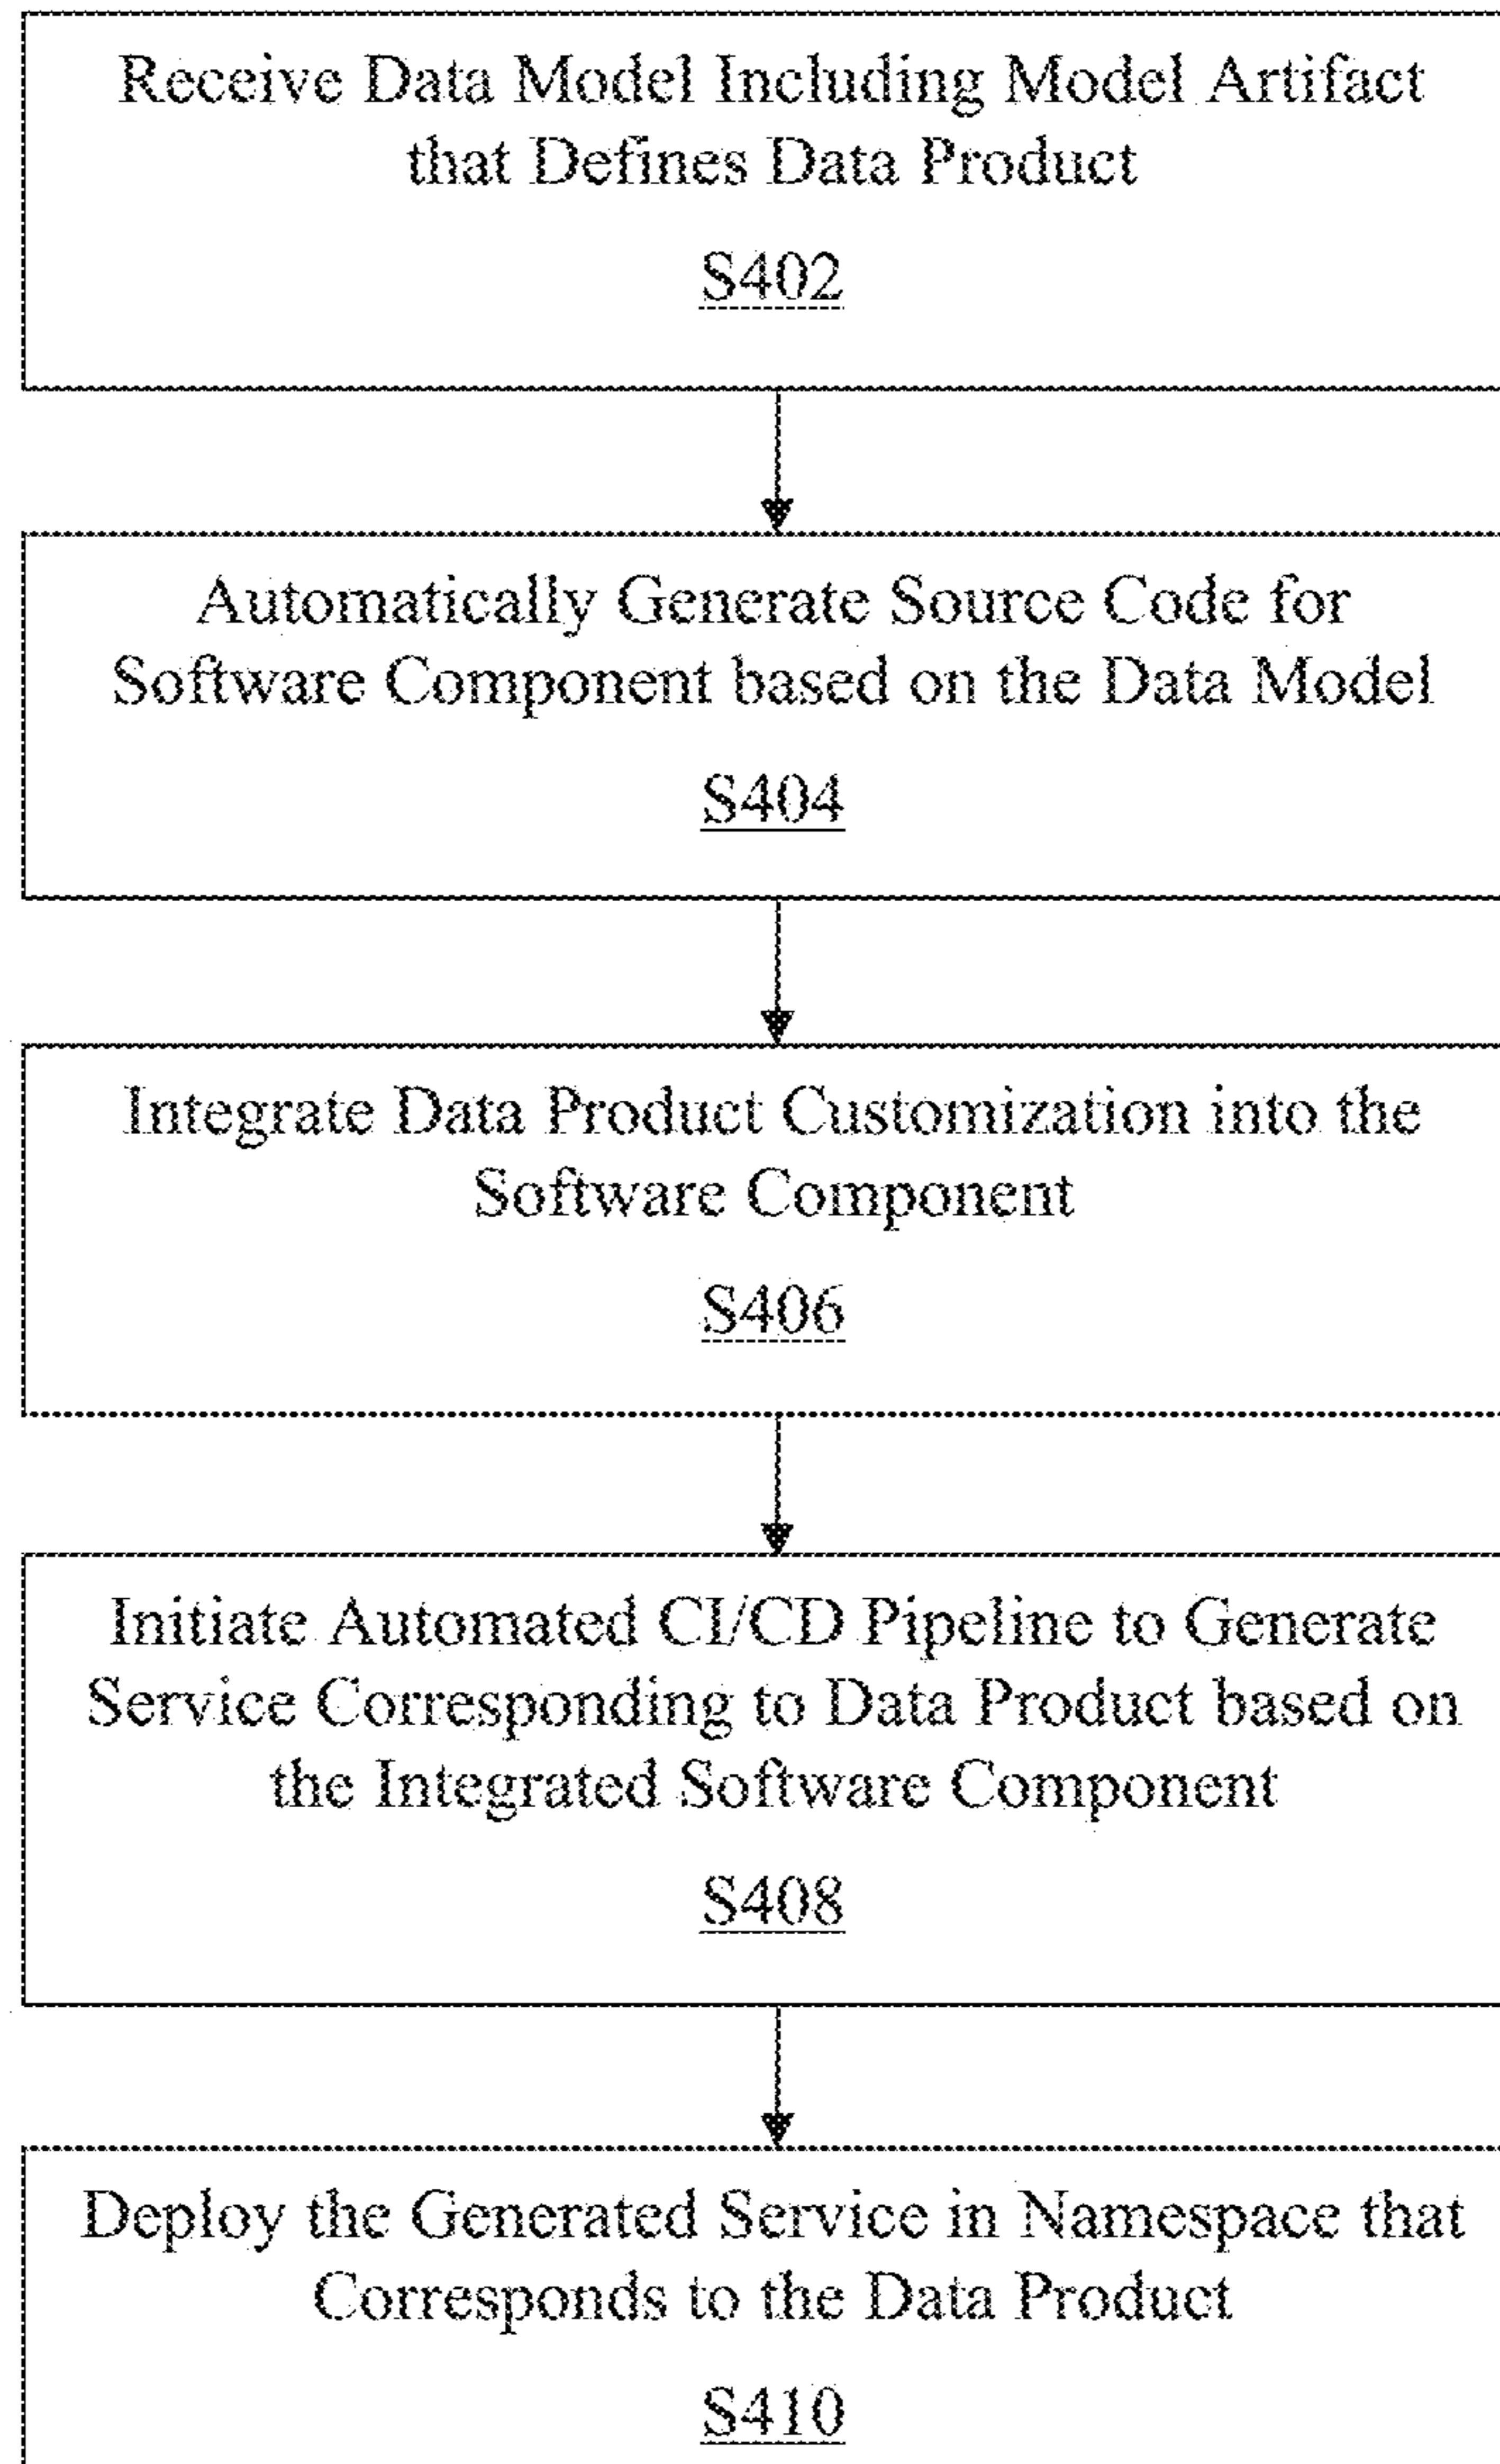 Receive Data Model Including Model Artifact
that Defines Data Product
S402
Automatically Generate Source Code for
Software Component based on the Data Model
S404
Integrate Data Product Customization into the
Software Component
S406
Initiate Automated CI/CD Pipeline to Generate
Service Corresponding to Data Product based on
the Integrated Software Component
S408
Deploy the Generated Service in Namespace that
Corresponds to the Data Product
S410